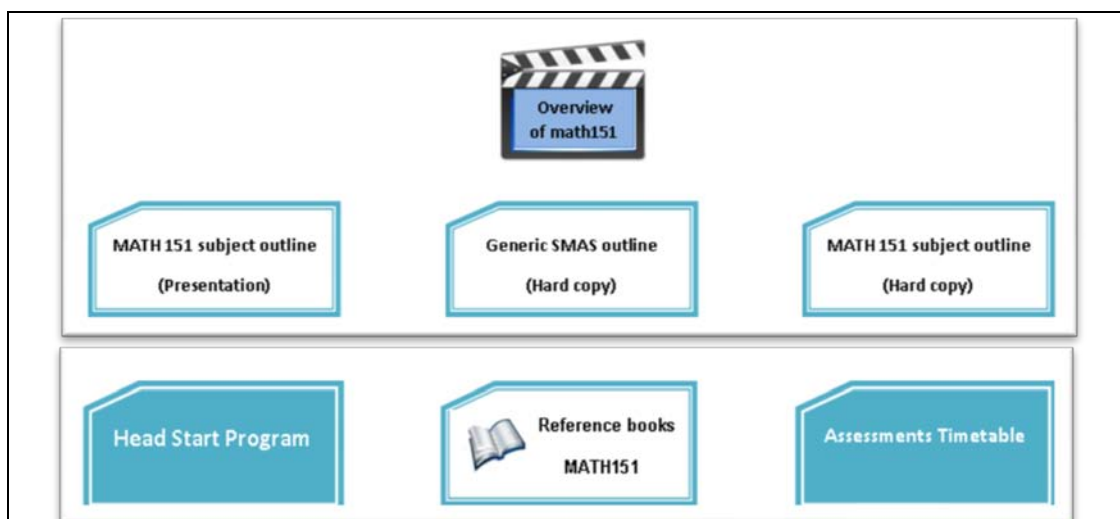 Overview
of math151
MATH 151 subject outline
(Presentation)
Generic SMAS outline
(Hard copy)
MATH 151 subject outline
(Hard copy)
Head Start Program
Reference books
MATH151
Assessments Timetable